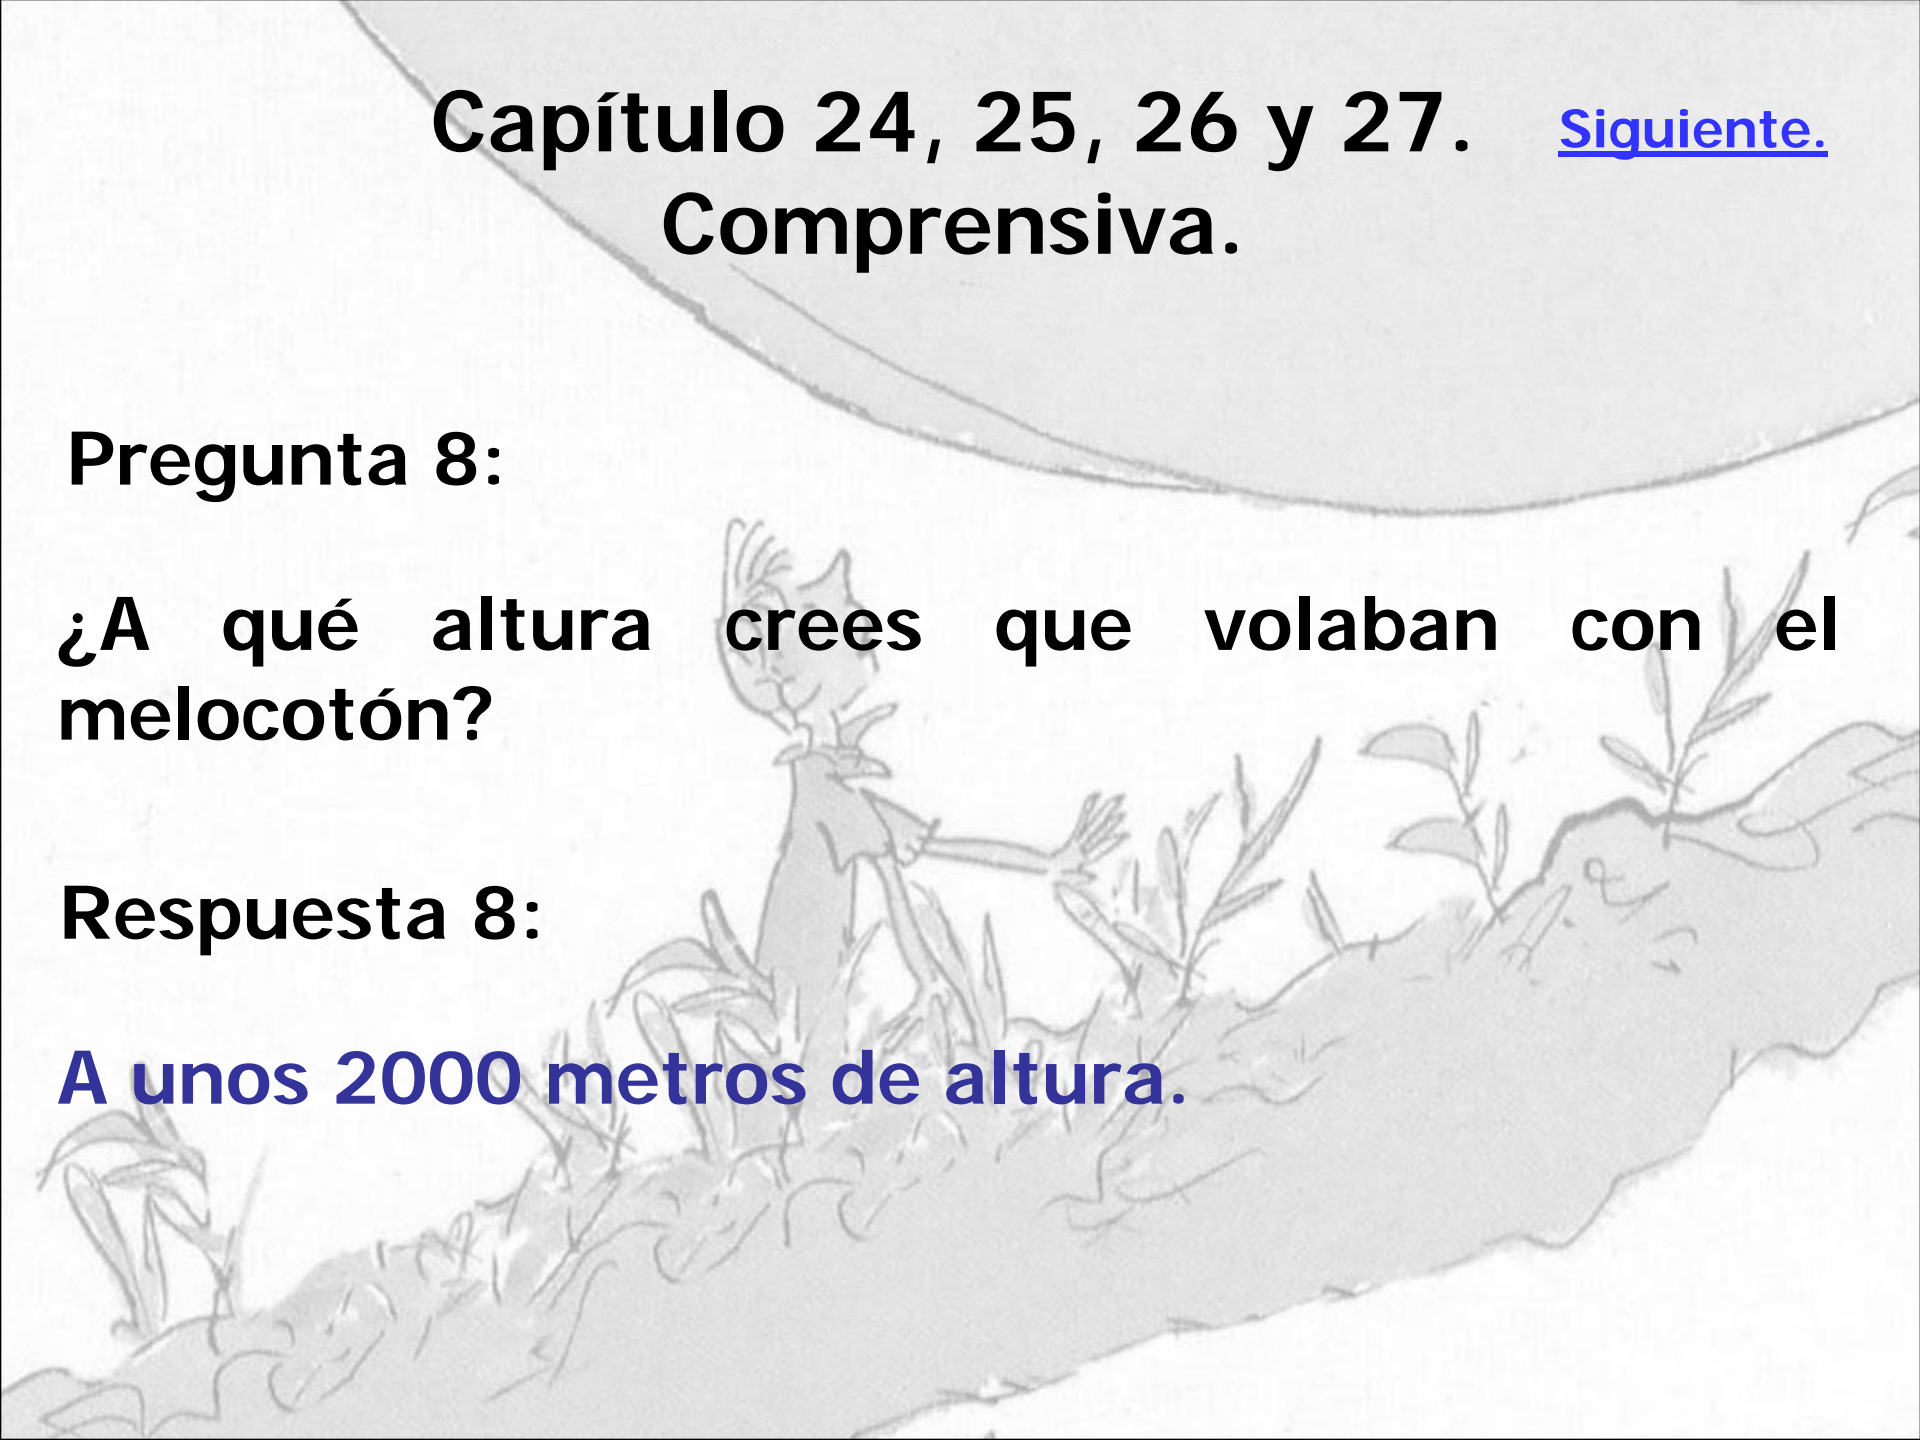 Capítulo 24, 25, 26 y 27. Siguiente.
Comprensiva.
Pregunta 8:
¿A qué altura crees que volaban con el
melocotón?
Respuesta 8:
A unos 2000 metros de altura.